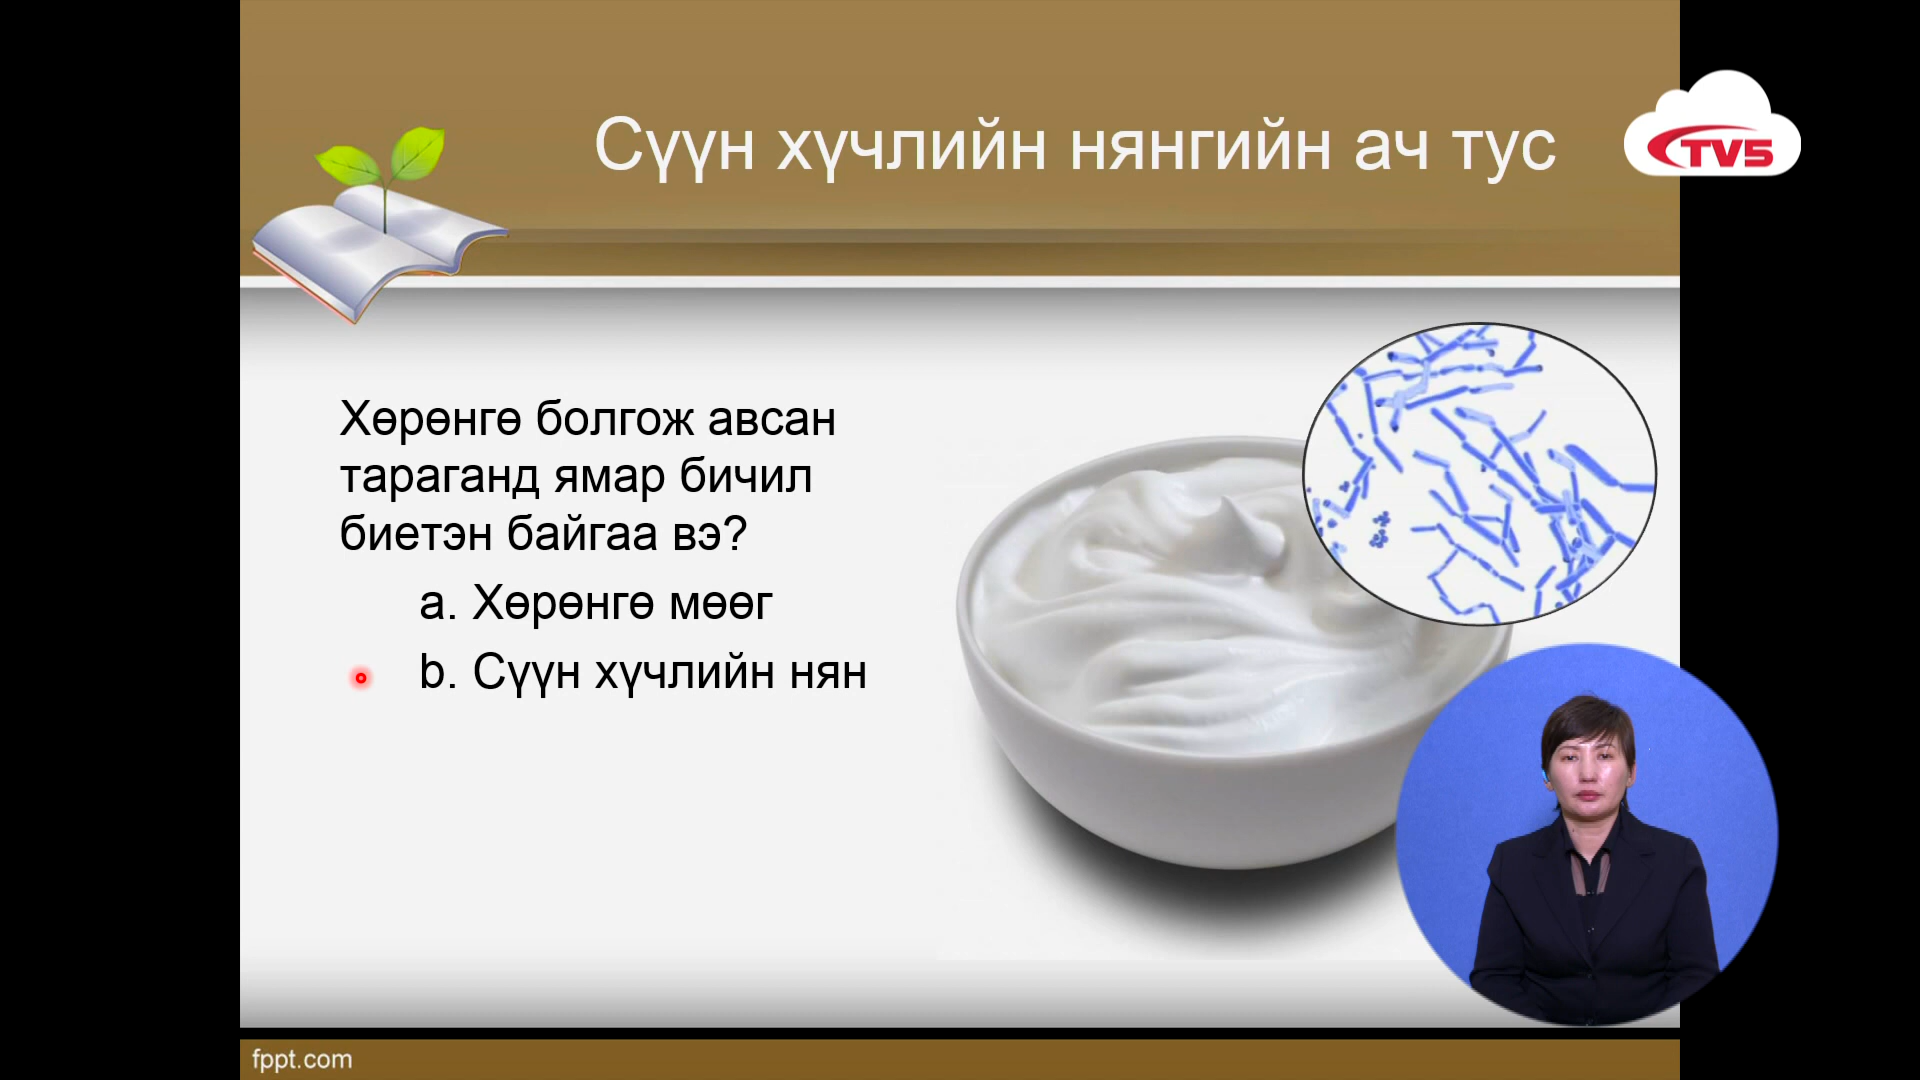 Сүүн хүчлийн нянгийн ач тус
TV5
Хөрөнгө болгож авсан
тараганд ямар бичил
биетэн байгаа вэ?
a. Хөрөнгө мөөг
b. Сүүн хүчлийн нян
fppt.com